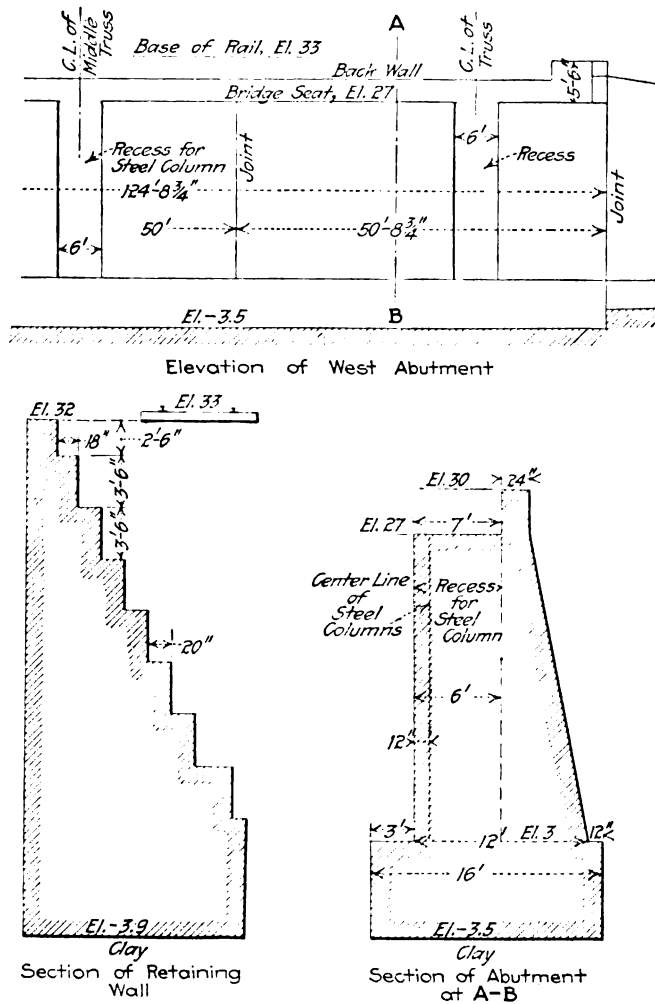 C.L. of
Middle
Truss
Base of Rail, El. 33
A
C.L. of
Truss
Back Wall
Bridge Seat, El. 27
5'-6"
Recess for
Steel Column
Joint
6'
Recess
124'-8 3/4"
50'
50'-8 3/4"
Joint
6'
El.-3.5
B
Elevation of West Abutment
El. 32
El. 33
18"
2'-6"
3'-6"
3'-6"
20"
El.-3.9
Clay
Section of Retaining
Wall
El. 30
24"
El. 27
7'
Center Line
of
Steel
Columns
Recess
for
Steel
Column
6'
12"
3'
12'
El. 3
12"
16'
El.-3.5
Clay
Section of Abutment
at A-B